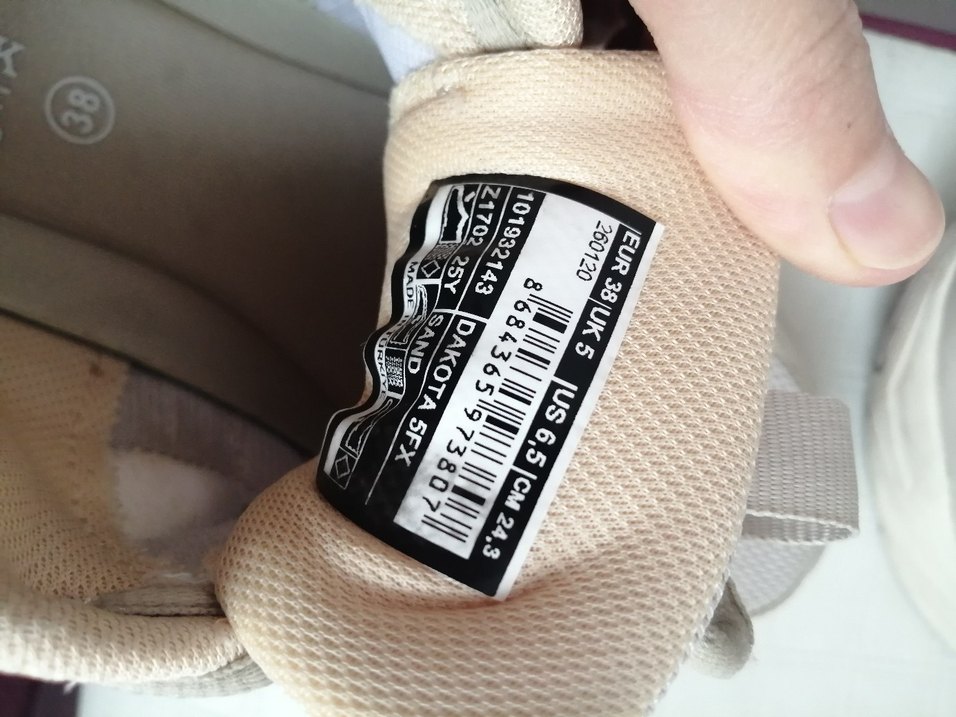 EUR 38 | UK 5 | US 6,5 | CM 24.3
260120
8 684365 973807
101932143 DAKOTA 5FX
Z1702 25Y SAND
MADE
38
K